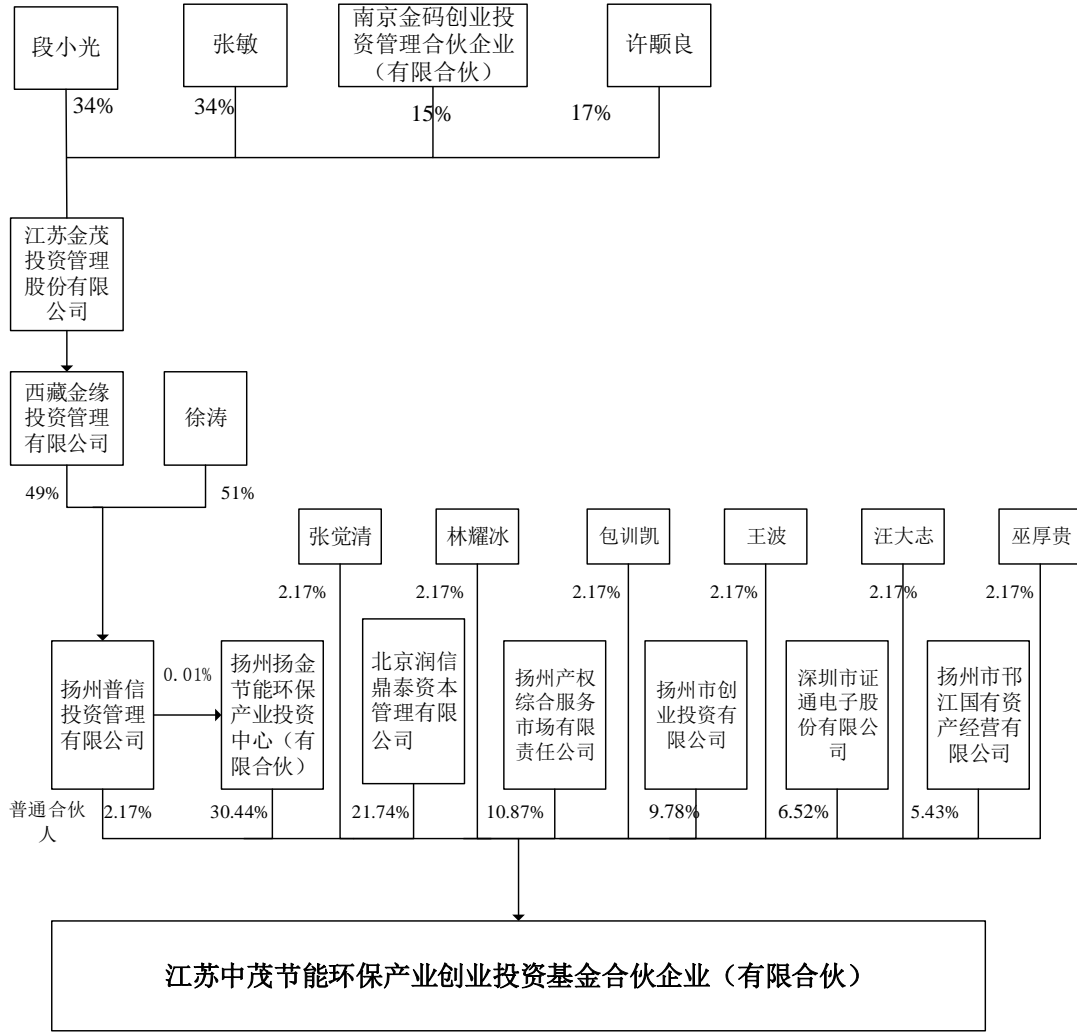 段小光
张敏
南京金码创业投
资管理合伙企业
（有限合伙）
许颙良
34%
34%
15%
17%
江苏金茂
投资管理
股份有限
公司
西藏金缘
投资管理
有限公司
徐涛
49%
51%
张觉清
林耀冰
包训凯
王波
汪大志
巫厚贵
2.17%
2.17%
2.17%
2.17%
2.17%
2.17%
扬州普信
投资管理
有限公司
0.01%
扬州扬金
节能环保
产业投资
中心（有
限合伙）
北京润信
鼎泰资本
管理有限
公司
扬州产权
综合服务
市场有限
责任公司
扬州市创
业投资有
限公司
深圳市证
通电子股
份有限公
司
扬州市邗
江国有资
产经营有
限公司
普通合伙
人
2.17%
30.44%
21.74%
10.87%
9.78%
6.52%
5.43%
江苏中茂节能环保产业创业投资基金合伙企业（有限合伙）